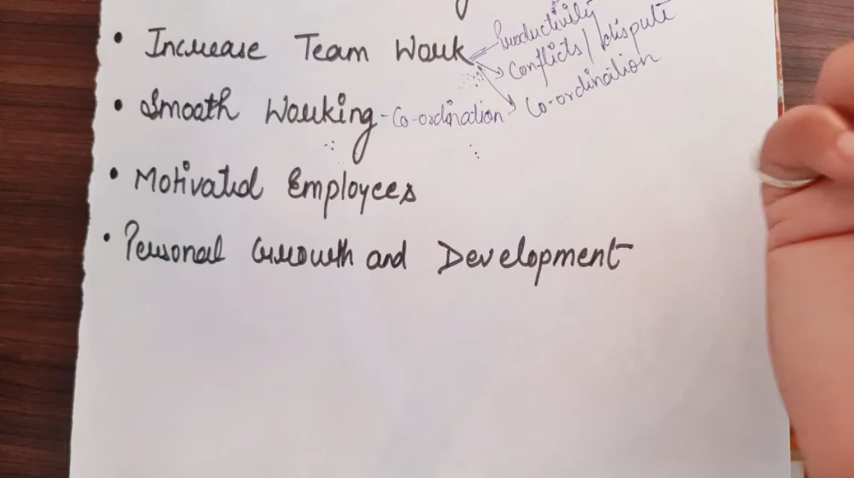 • Increase Team Work
Productivity
Conflicts / dispute
Co-ordination
• Smooth Working - Co-ordination
• Motivated Employees
• Personal Growth and Development